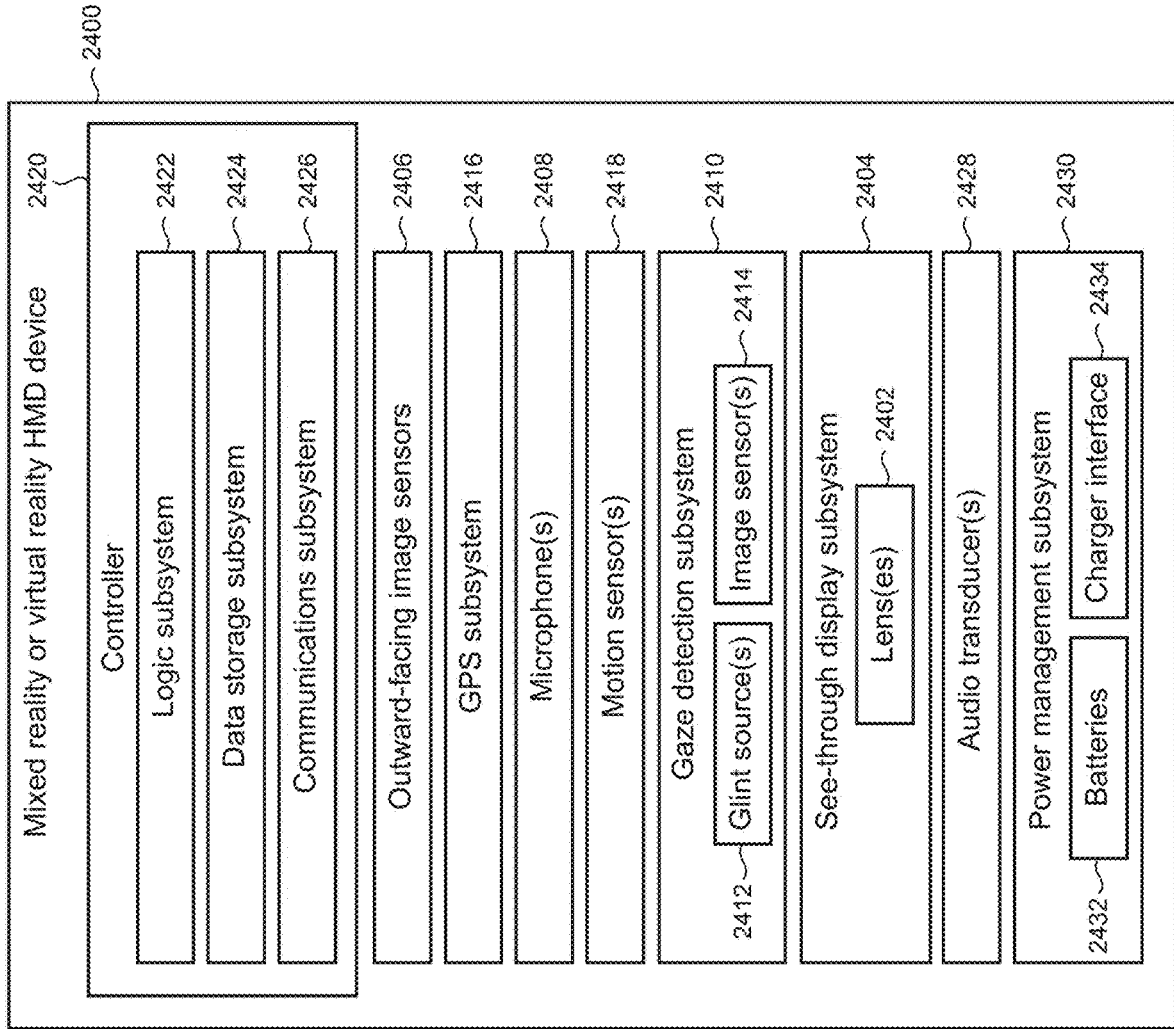 Mixed reality or virtual reality HMD device
2400
2420
Controller
Logic subsystem
2422
Data storage subsystem
2424
Communications subsystem
2426
Outward-facing image sensors
2406
GPS subsystem
2416
Microphone(s)
2408
Motion sensor(s)
2418
Gaze detection subsystem
2410
2412
Glint source(s)
Image sensor(s)
2414
See-through display subsystem
2404
Lens(es)
2402
Audio transducer(s)
2428
Power management subsystem
2430
2432
Batteries
Charger interface
2434